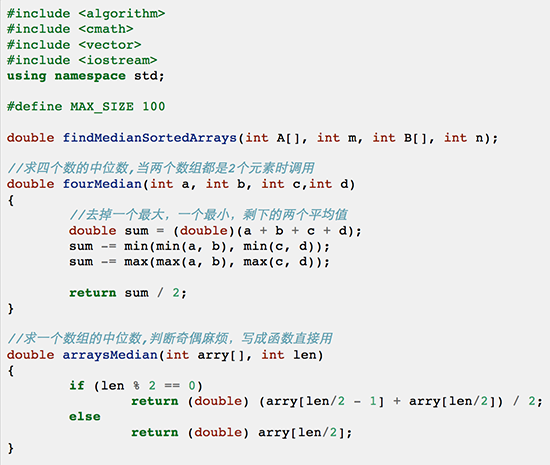 #include <algorithm>
#include <cmath>
#include <vector>
#include <iostream>
using namespace std;

#define MAX_SIZE 100

double findMedianSortedArrays(int A[], int m, int B[], int n);

//求四个数的中位数,当两个数组都是2个元素时调用
double fourMedian(int a, int b, int c,int d)
{
        //去掉一个最大，一个最小，剩下的两个平均值
        double sum = (double)(a + b + c + d);
        sum -= min(min(a, b), min(c, d));
        sum -= max(max(a, b), max(c, d));

        return sum / 2;
}

//求一个数组的中位数,判断奇偶麻烦，写成函数直接用
double arraysMedian(int arry[], int len)
{
        if (len % 2 == 0)
                return (double) (arry[len/2 - 1] + arry[len/2]) / 2;
        else
                return (double) arry[len/2];
}